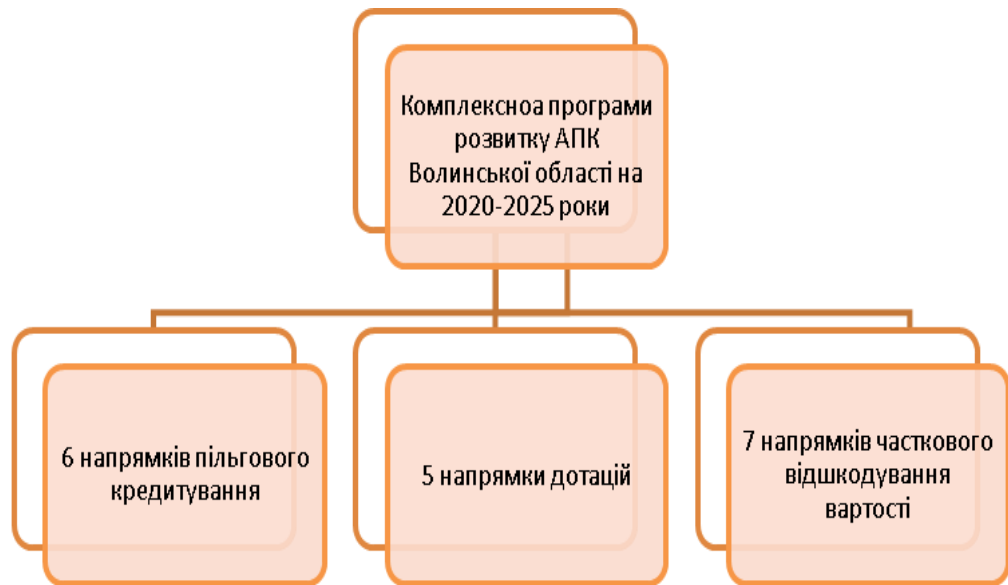 Комплексноа програми
розвитку АПК
Волинської області на
2020-2025 роки
6 напрямків пільгового
кредитування
5 напрямки дотацій
7 напрямків часткового
відшкодування
вартості